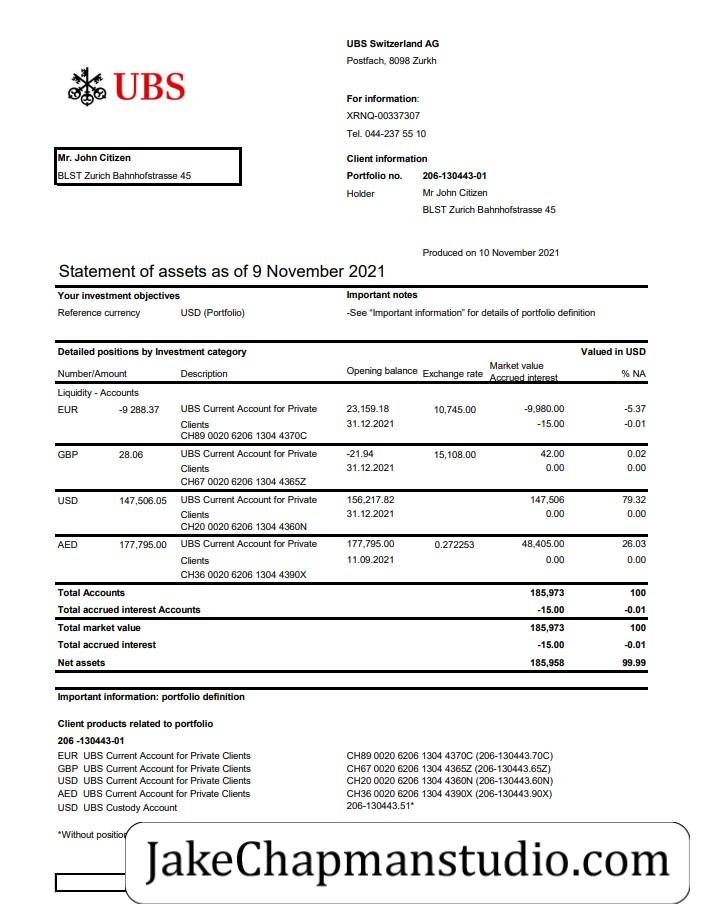 UBS
UBS Switzerland AG
Postfach, 8098 Zurkh
For information:
XRNQ-00337307
Tel. 044-237 55 10
Mr. John Citizen
BLST Zurich Bahnhofstrasse 45
Client information
Portfolio no. 206-130443-01
Holder Mr John Citizen
BLST Zurich Bahnhofstrasse 45
Produced on 10 November 2021
Statement of assets as of 9 November 2021
Your investment objectives Important notes
Reference currency USD (Portfolio) -See “Important information” for details of portfolio definition
Detailed positions by Investment category Valued in USD
Number/Amount Description Opening balance Exchange rate Market value Accrued interest % NA
Liquidity - Accounts
EUR -9 288.37 UBS Current Account for Private 23,159.18 10,745.00 -9,980.00 -5.37
Clients 31.12.2021 -15.00 -0.01
CH89 0020 6206 1304 4370C
GBP 28.06 UBS Current Account for Private -21.94 15,108.00 42.00 0.02
Clients 31.12.2021 0.00 0.00
CH67 0020 6206 1304 4365Z
USD 147,506.05 UBS Current Account for Private 156,217.82 147,506 79.32
Clients 31.12.2021 0.00 0.00
CH20 0020 6206 1304 4360N
AED 177,795.00 UBS Current Account for Private 177,795.00 0.272253 48,405.00 26.03
Clients 11.09.2021 0.00 0.00
CH36 0020 6206 1304 4390X
Total Accounts 185,973 100
Total accrued interest Accounts -15.00 -0.01
Total market value 185,973 100
Total accrued interest -15.00 -0.01
Net assets 185,958 99.99
Important information: portfolio definition
Client products related to portfolio
206 -130443-01
EUR UBS Current Account for Private Clients CH89 0020 6206 1304 4370C (206-130443.70C)
GBP UBS Current Account for Private Clients CH67 0020 6206 1304 4365Z (206-130443.65Z)
USD UBS Current Account for Private Clients CH20 0020 6206 1304 4360N (206-130443.60N)
AED UBS Current Account for Private Clients CH36 0020 6206 1304 4390X (206-130443.90X)
USD UBS Custody Account 206-130443.51*
*Without
JakeChapmanstudio.com